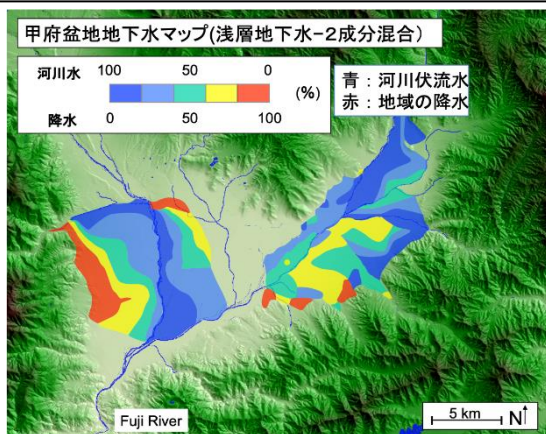 甲府盆地地下水マップ(浅層地下水-2成分混合)
河川水 100 50 0
(%)
降水 0 50 100
青：河川伏流水
赤：地域の降水
Fuji River
5 km N